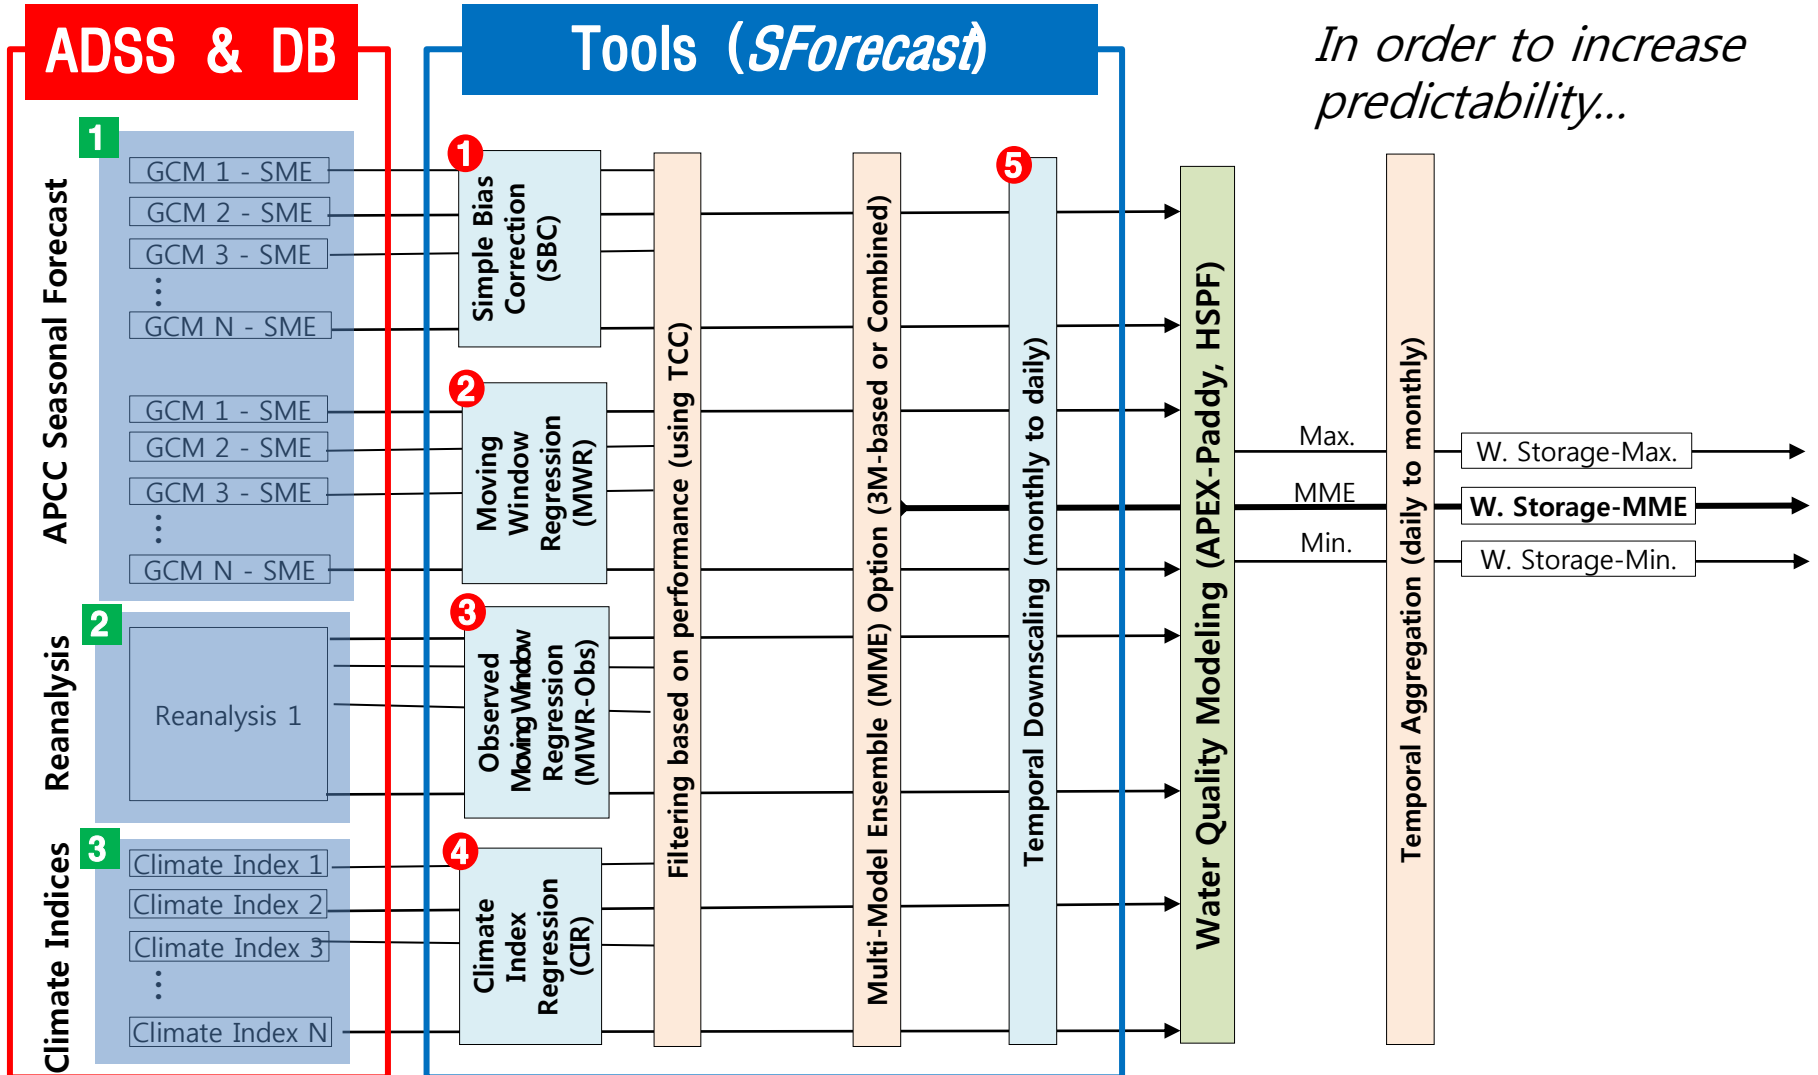 ADSS & DB
Tools (SForecast)
In order to increase
predictability...
APCC Seasonal Forecast
1
GCM 1 - SME
GCM 2 - SME
GCM 3 - SME
⋮
GCM N - SME
GCM 1 - SME
GCM 2 - SME
GCM 3 - SME
⋮
GCM N - SME
Reanalysis
2
Reanalysis 1
Climate Indices
3
Climate Index 1
Climate Index 2
Climate Index 3
⋮
Climate Index N
1
Simple Bias
Correction
(SBC)
2
Moving
Window
Regression
(MWR)
3
Observed
Moving Window
Regression
(MWR-Obs)
4
Climate
Index
Regression
(CIR)
Filtering based on performance (using TCC)
Multi-Model Ensemble (MME) Option (3M-based or Combined)
5
Temporal Downscaling (monthly to daily)
Water Quality Modeling (APEX-Paddy, HSPF)
Max.
MME
Min.
Temporal Aggregation (daily to monthly)
W. Storage-Max.
W. Storage-MME
W. Storage-Min.